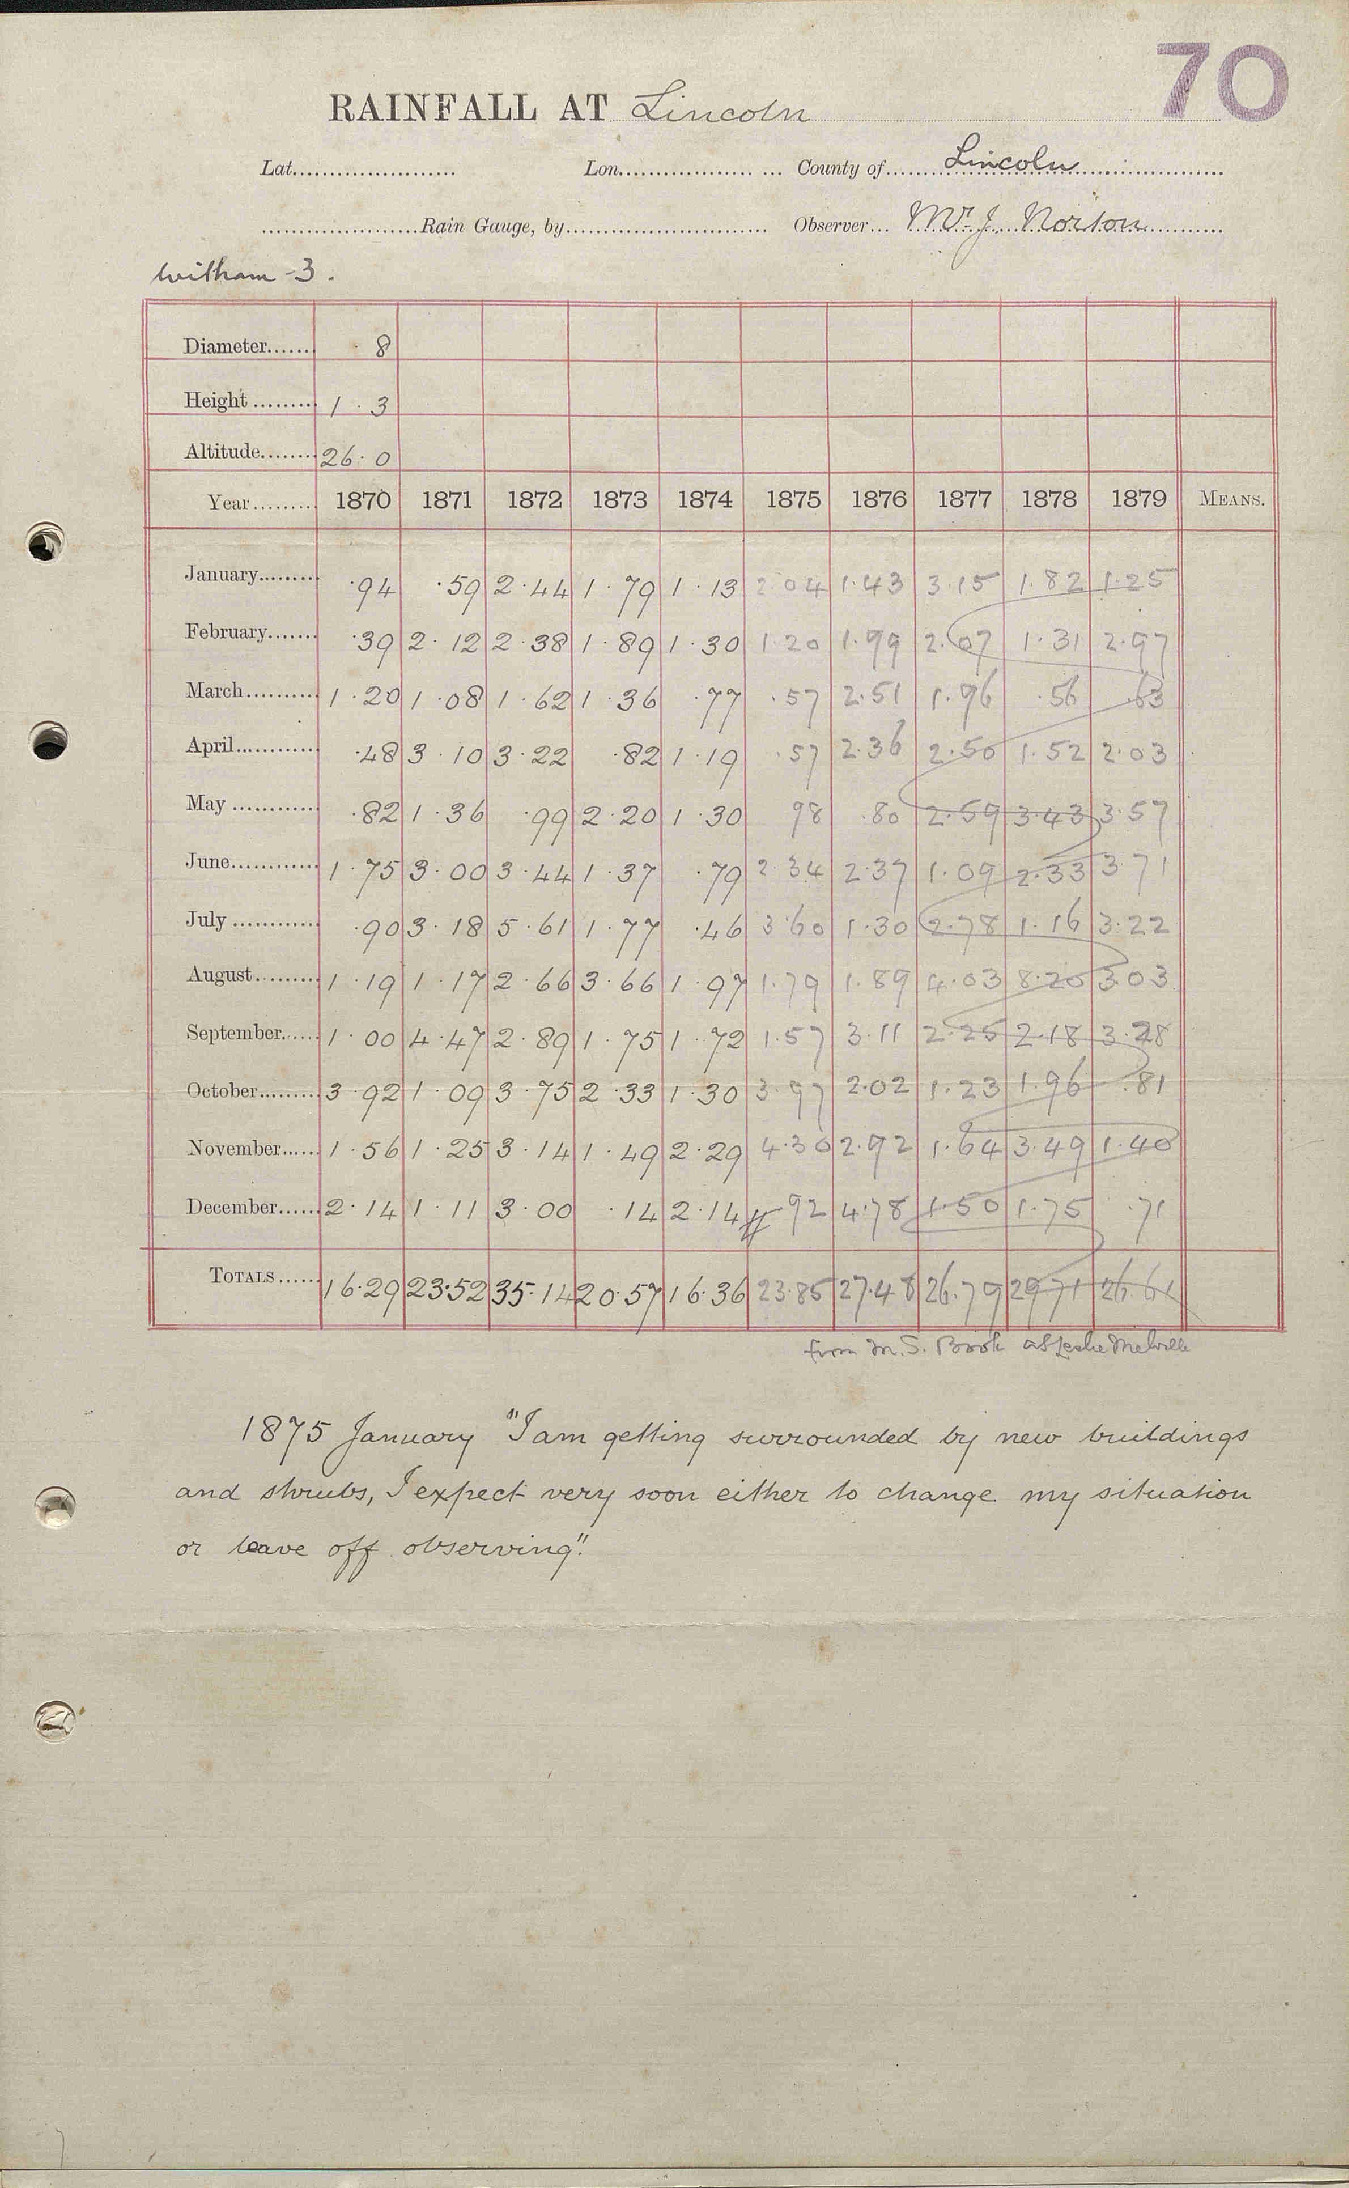 70
RAINFALL AT Lincoln
Lat. Lon. County of Lincoln
Rain Gauge, by Observer Mr J. Norton
Witham 3.
Diameter 8
Height 1 . 3
Altitude 26. 0
Year 1870 1871 1872 1873 1874 1875 1876 1877 1878 1879 MEANS.
January .94 .59 2.44 1.79 1.13 2.04 1.43 3.15 1.82 1.25
February .39 2.12 2.38 1.89 1.30 1.20 1.99 2.07 1.31 2.97
March 1.20 1.08 1.62 1.36 .77 .57 2.51 1.96 .56 .63
April .48 3.10 3.22 .82 1.19 .57 2.36 2.50 1.52 2.03
May .82 1.36 .99 2.20 1.30 98 .80 2.59 3.43 3.57
June 1.75 3.00 3.44 1.37 .79 2.34 2.37 1.09 2.33 3.71
July .90 3.18 5.61 1.77 .46 3.60 1.30 2.78 1.16 3.22
August 1.19 1.17 2.66 3.66 1.97 1.79 1.89 4.03 8.20 3.03
September 1.00 4.47 2.89 1.75 1.72 1.57 3.11 2.25 2.18 3.28
October 3.92 1.09 3.75 2.33 1.30 3.97 2.02 1.23 1.96 .81
November 1.56 1.25 3.14 1.49 2.29 4.30 2.92 1.64 3.49 1.40
December 2.14 1.11 3.00 .14 2.14 92 4.78 1.50 1.75 .71
TOTALS 16.29 23.52 35.14 20.57 16.36 23.85 27.48 26.79 29.71 26.61
from M.S. Book Leslie Melville
1875 January "I am getting surrounded by new buildings
and shrubs, I expect very soon either to change my situation
or leave off observing".